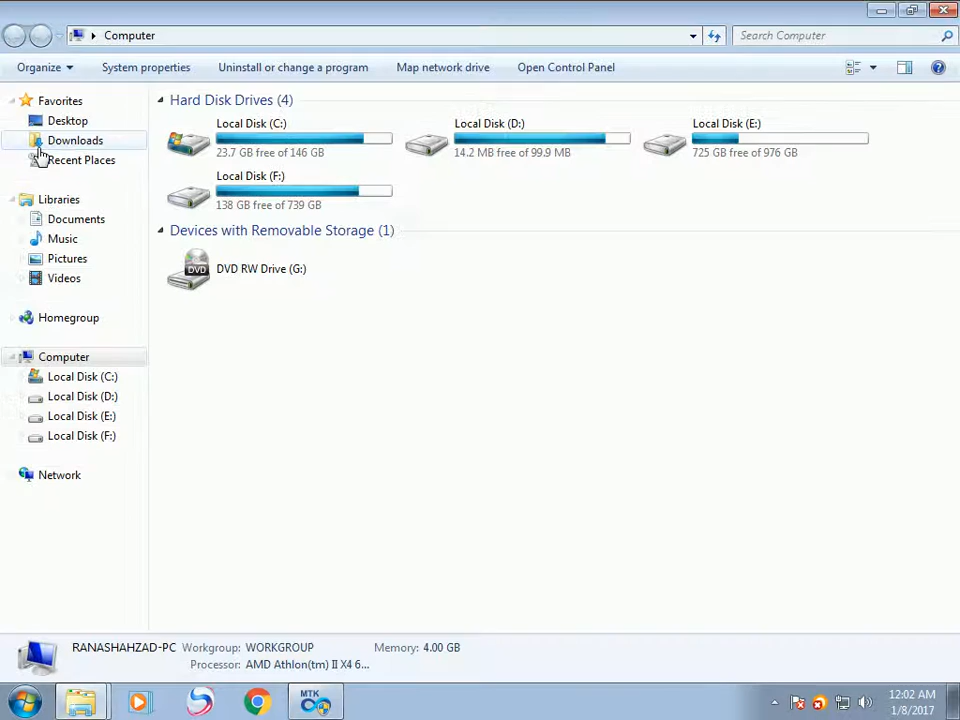 Computer
Search Computer
Organize
System properties
Uninstall or change a program
Map network drive
Open Control Panel
Favorites
Desktop
Downloads
Recent Places
Libraries
Documents
Music
Pictures
Videos
Homegroup
Computer
Local Disk (C:)
Local Disk (D:)
Local Disk (E:)
Local Disk (F:)
Network
Hard Disk Drives (4)
Local Disk (C:)
23.7 GB free of 146 GB
Local Disk (D:)
14.2 MB free of 99.9 MB
Local Disk (E:)
725 GB free of 976 GB
Local Disk (F:)
138 GB free of 739 GB
Devices with Removable Storage (1)
DVD
DVD RW Drive (G:)
RANASHAHZAD-PC Workgroup: WORKGROUP Memory: 4.00 GB
Processor: AMD Athlon(tm) II X4 6...
MTK
12:02 AM
1/8/2017